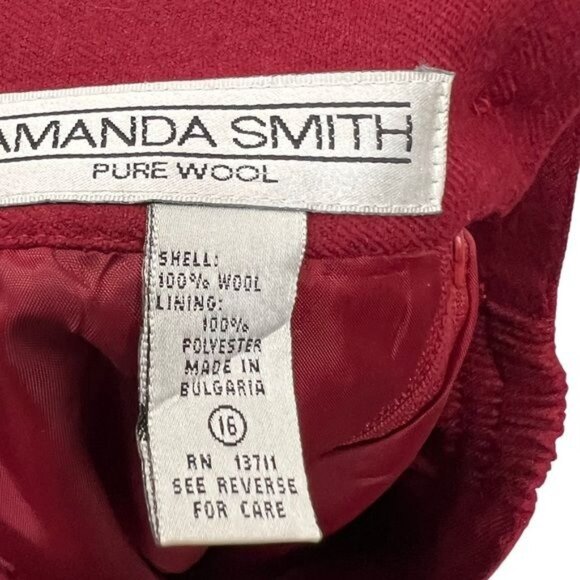 AMANDA SMITH
PURE WOOL
SHELL:
100% WOOL
LINING:
100%
POLYESTER
MADE IN
BULGARIA
16
RN 13711
SEE REVERSE
FOR CARE